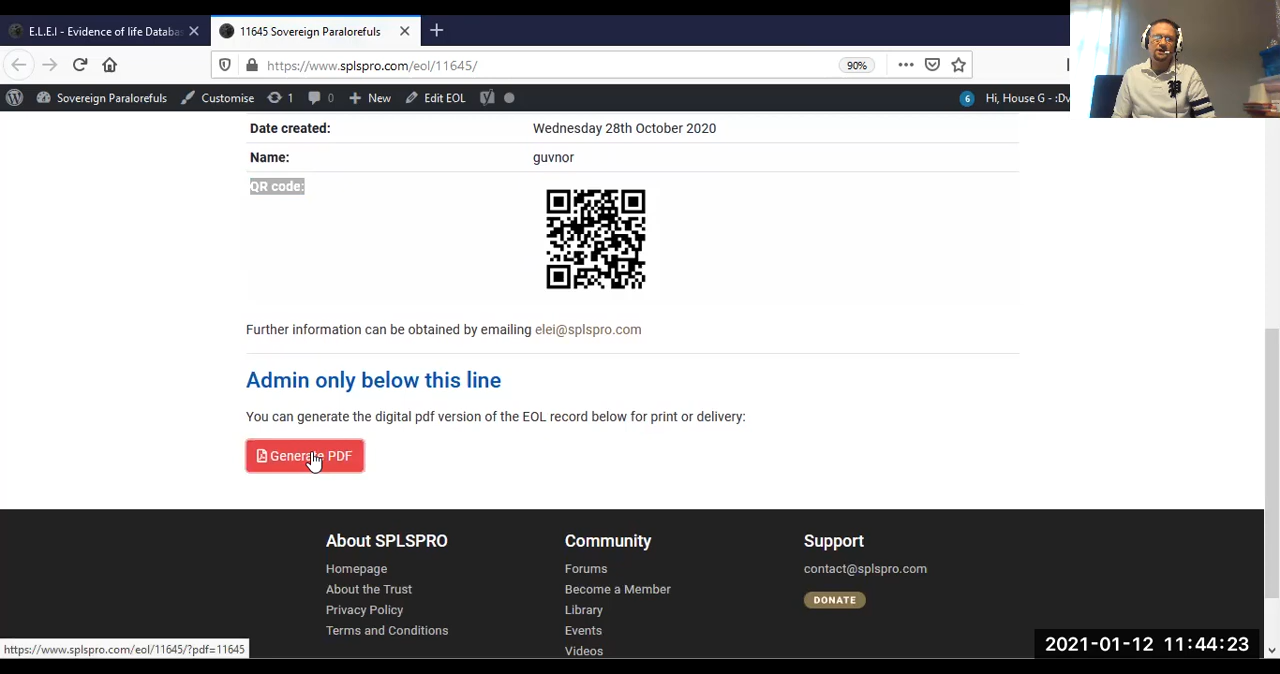 E.L.E.I - Evidence of life Databa
11645 Sovereign Paralorefuls
https://www.splspro.com/eol/11645/
90%
Sovereign Paralorefuls
Customise
1
0
New
Edit EOL
6
Hi, House G - :Dv
Date created:
Wednesday 28th October 2020
Name:
guvnor
QR code:
Further information can be obtained by emailing elei@splspro.com
Admin only below this line
You can generate the digital pdf version of the EOL record below for print or delivery:
Generate PDF
About SPLSPRO
Homepage
About the Trust
Privacy Policy
Terms and Conditions
Community
Forums
Become a Member
Library
Events
Videos
Support
contact@splspro.com
DONATE
https://www.splspro.com/eol/11645/?pdf=11645
2021-01-12 11:44:23